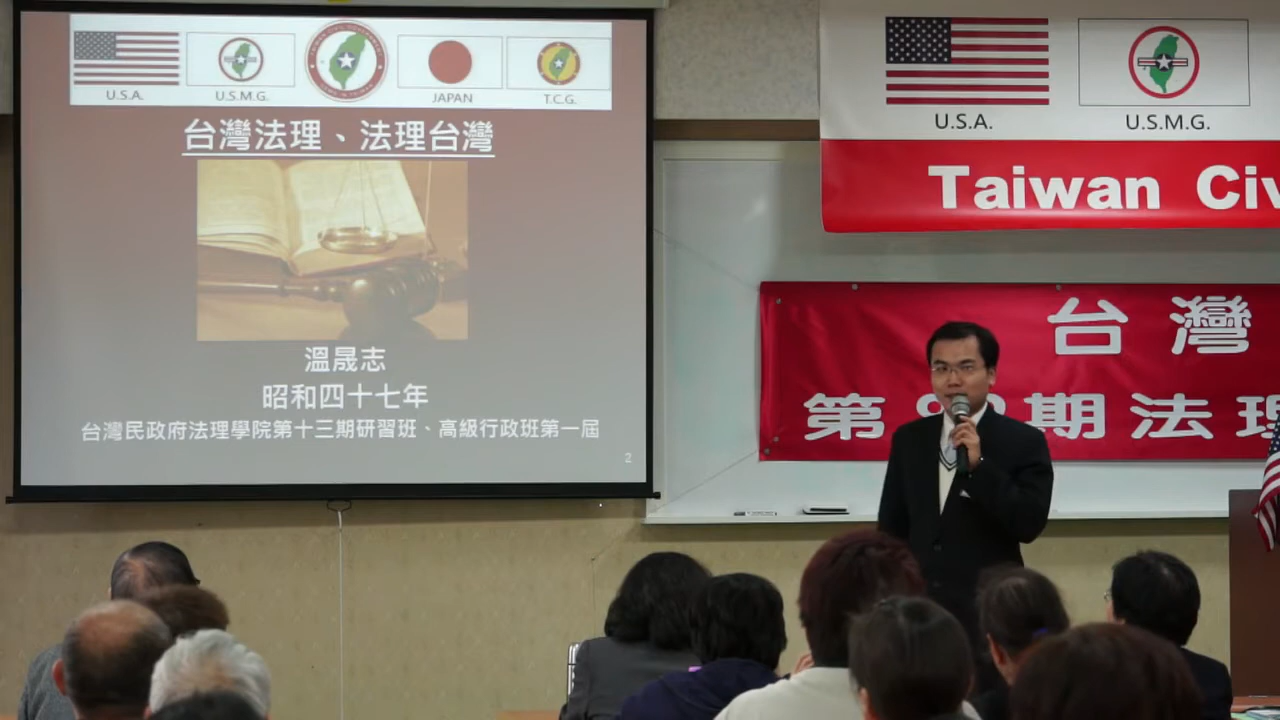 U.S.A.
U.S.M.G.
JAPAN
T.C.G.
台灣法理、法理台灣
溫晟志
昭和四十七年
台灣民政府法理學院第十三期研習班、高級行政班第一屆
2
U.S.A.
U.S.M.G.
Taiwan Civ
台灣
第 期法理